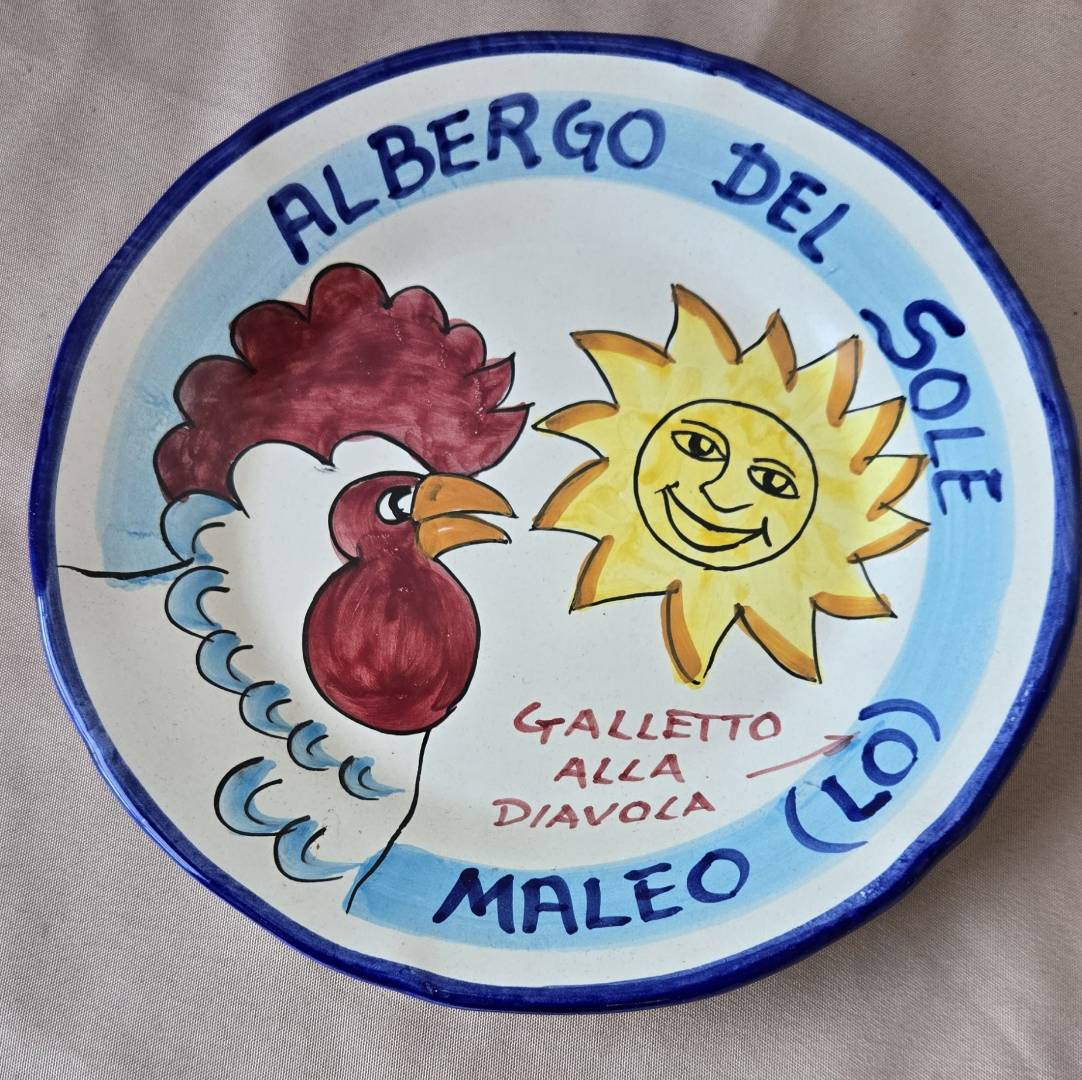 ALBERGO DEL SOLE
GALLETTO
ALLA
DIAVOLA
MALEO (LO)